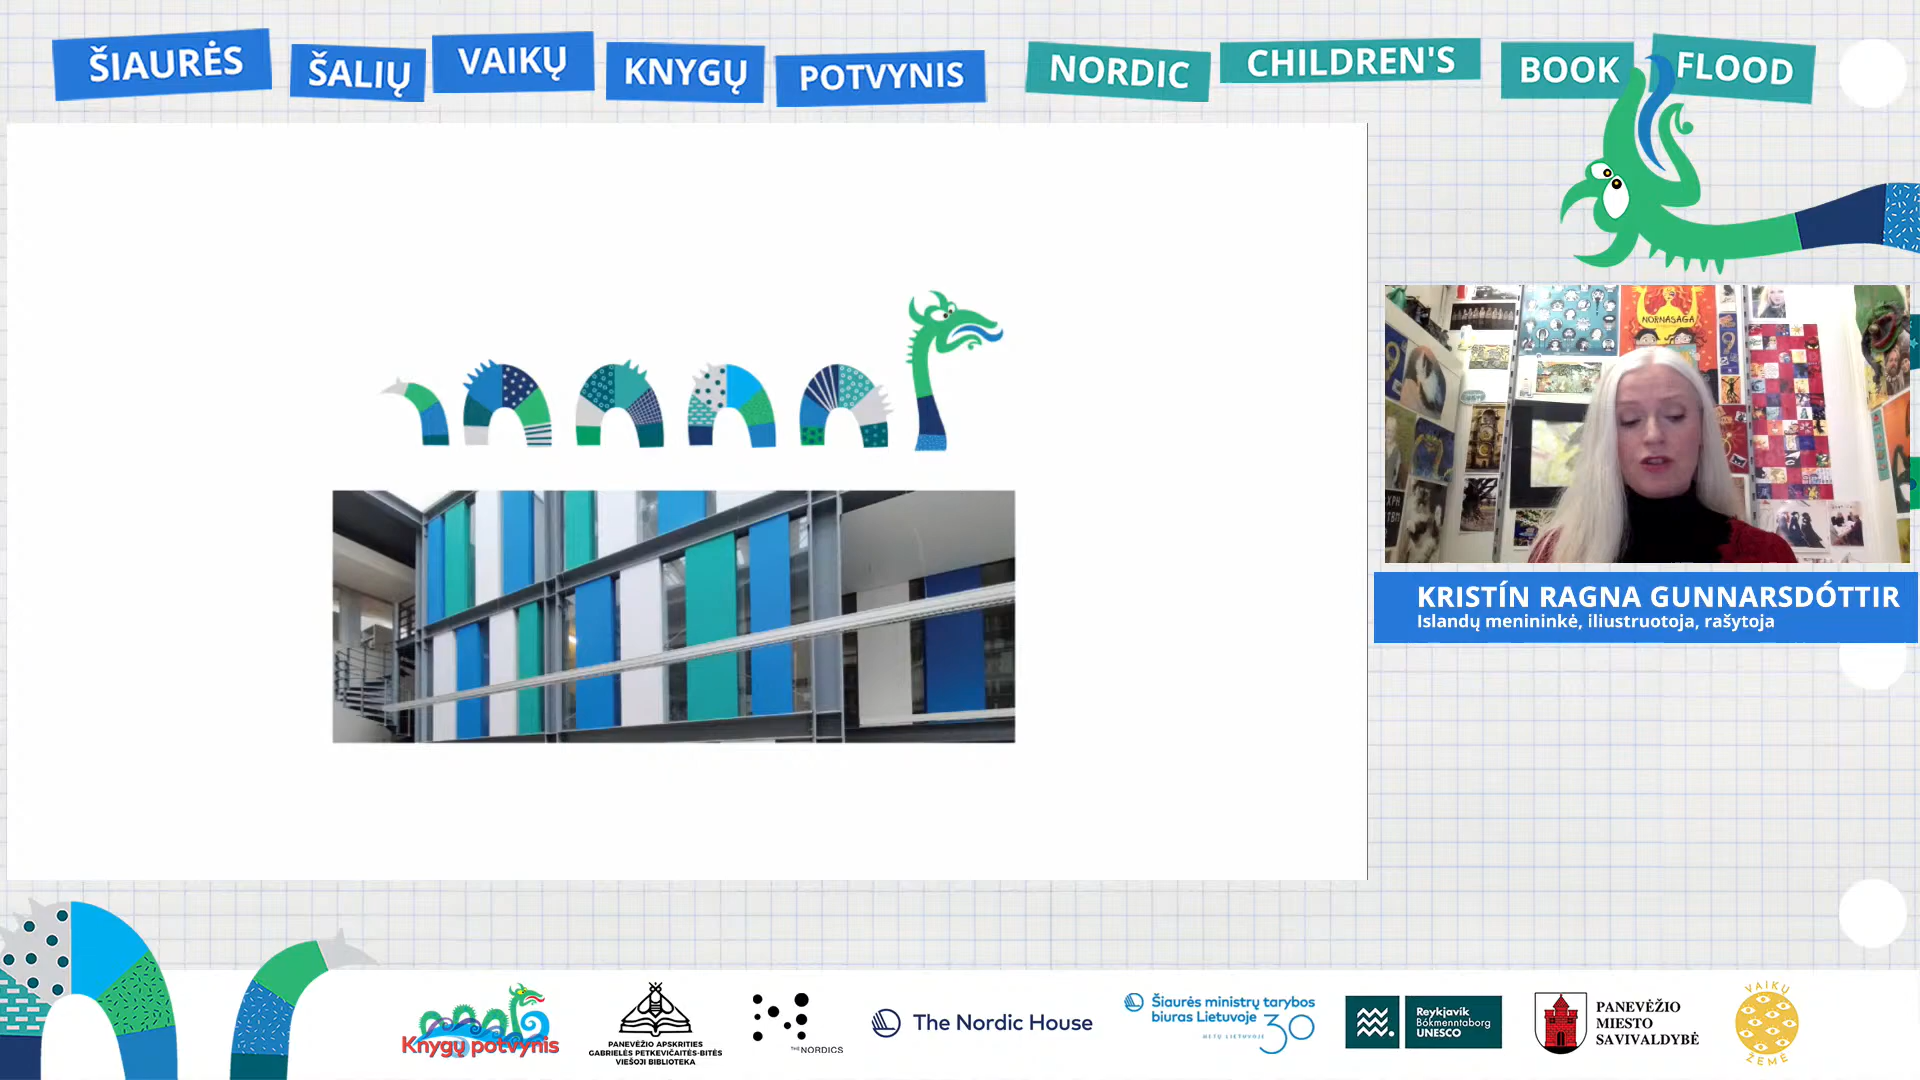 ŠIAURĖS ŠALIŲ VAIKŲ KNYGŲ POTVYNIS
NORDIC CHILDREN'S BOOK FLOOD
NORNASAGA
KRISTÍN RAGNA GUNNARSDÓTTIR
Islandų menininkė, iliustruotoja, rašytoja
Knygų potvynis
PANEVĖŽIO APSKRITIES
GABRIELĖS PETKEVIČAITĖS-BITĖS
VIEŠOJI BIBLIOTEKA
THE NORDICS
The Nordic House
Šiaurės ministrų tarybos
biuras Lietuvoje
30
METŲ LIETUVOJE
Reykjavík
Bókmenntaborg
UNESCO
PANEVĖŽIO
MIESTO
SAVIVALDYBĖ
VAIKŲ
ŽEMĖ